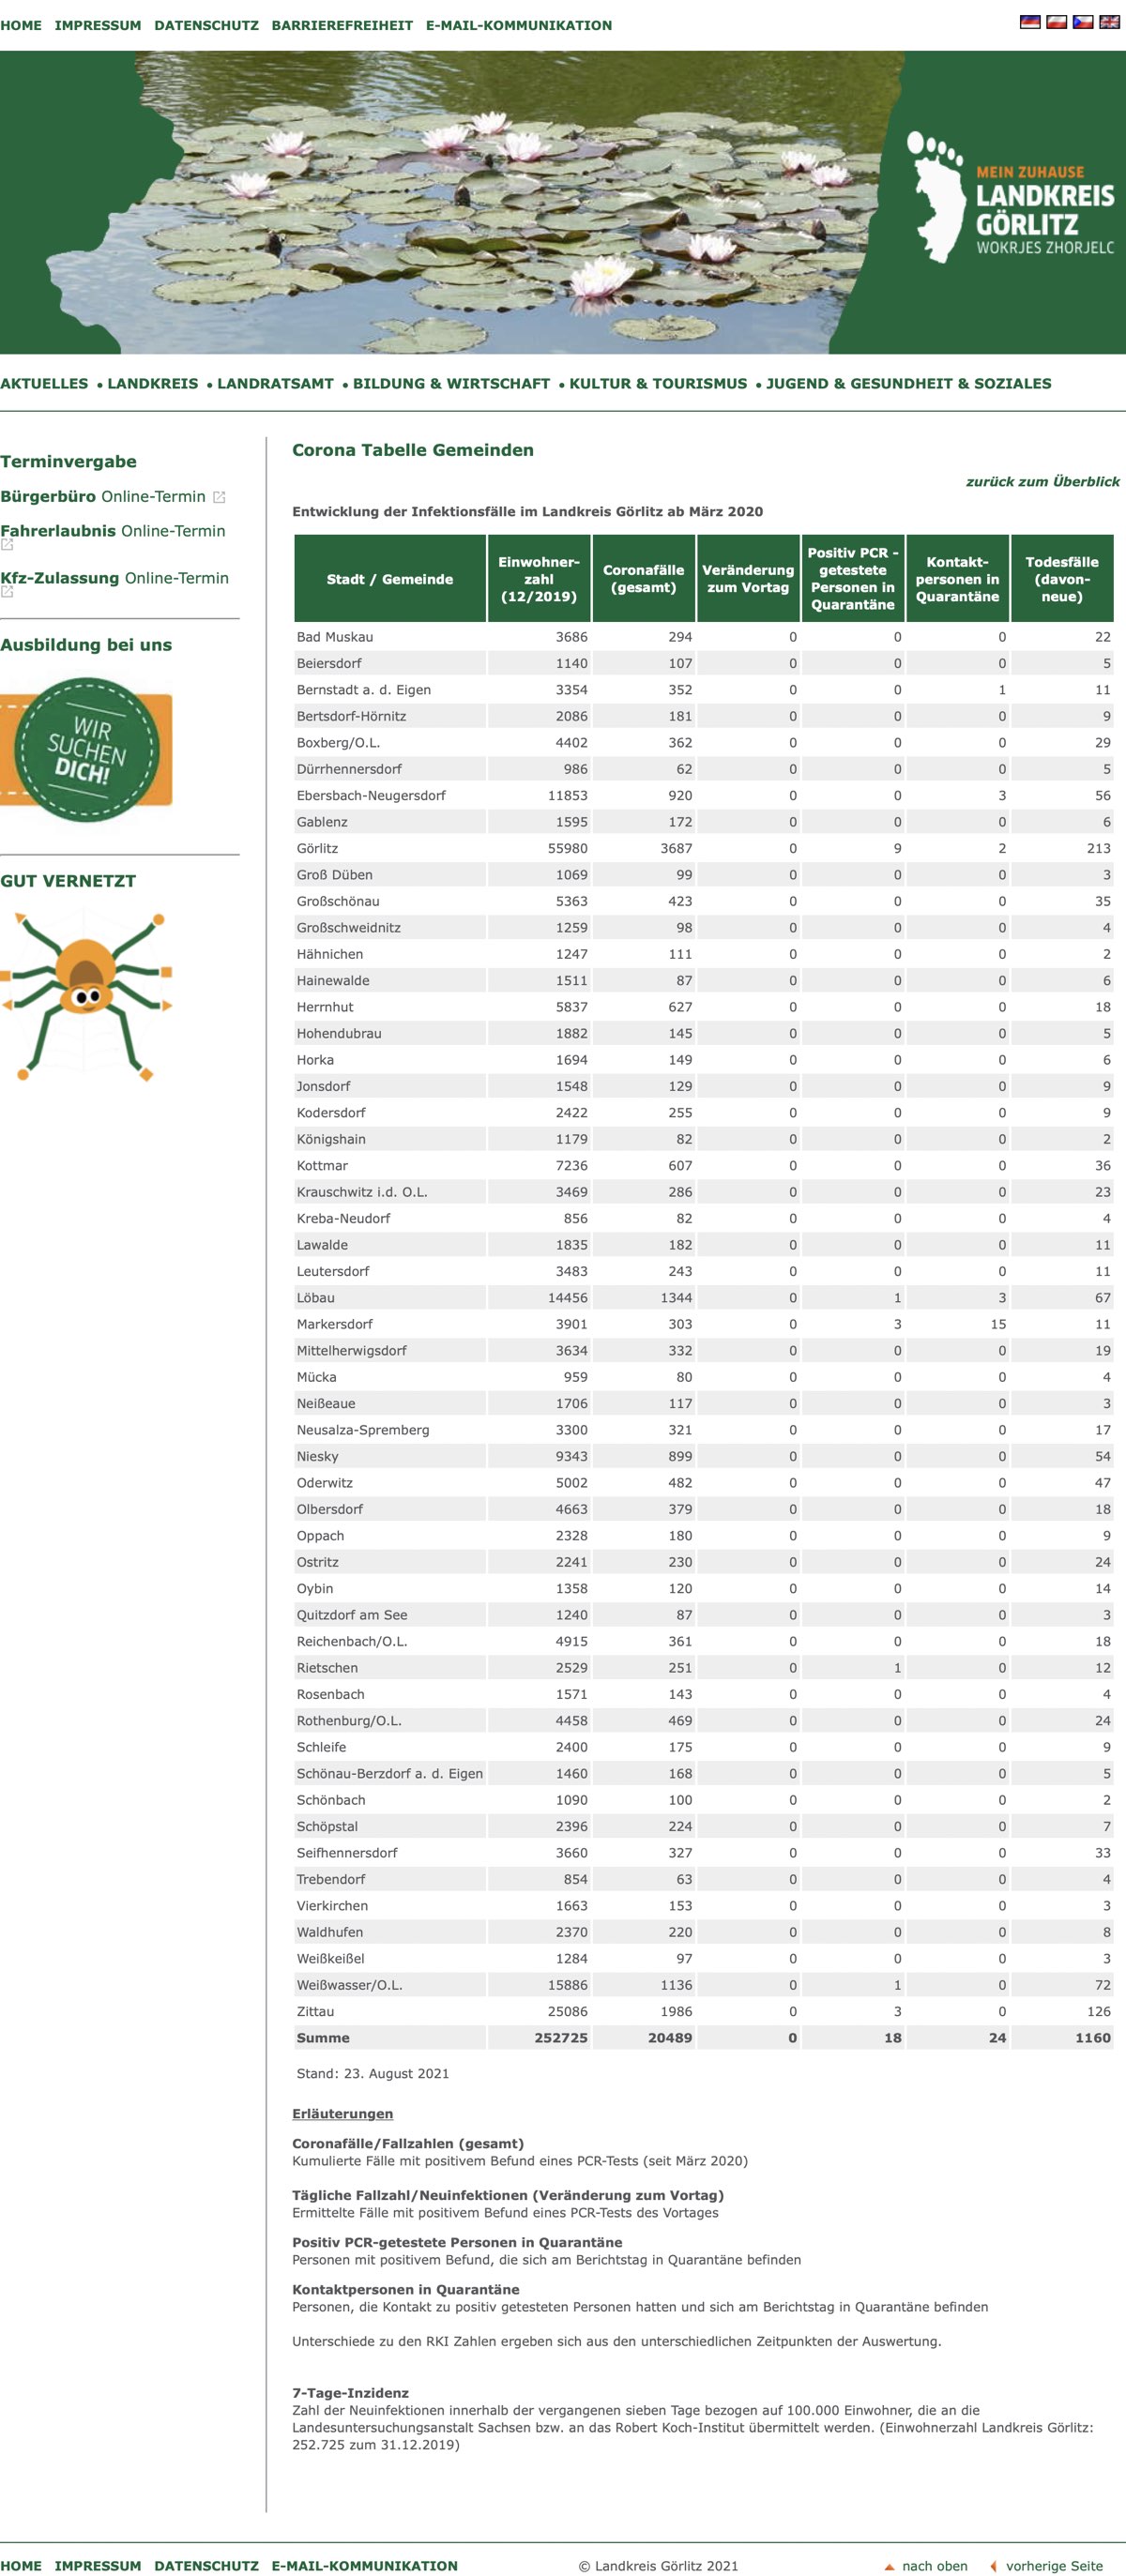 HOME IMPRESSUM DATENSCHUTZ BARRIEREFREIHEIT E-MAIL-KOMMUNIKATION
MEIN ZUHAUSE
LANDKREIS
GÖRLITZ
WOKRJES ZHORJELC
AKTUELLES • LANDKREIS • LANDRATSAMT • BILDUNG & WIRTSCHAFT • KULTUR & TOURISMUS • JUGEND & GESUNDHEIT & SOZIALES
Terminvergabe
Bürgerbüro Online-Termin
Fahrerlaubnis Online-Termin
Kfz-Zulassung Online-Termin
Ausbildung bei uns
WIR
SUCHEN
DICH!
GUT VERNETZT
Corona Tabelle Gemeinden
zurück zum Überblick
Entwicklung der Infektionsfälle im Landkreis Görlitz ab März 2020
Stadt / Gemeinde Einwohner-zahl (12/2019) Coronafälle (gesamt) Veränderung zum Vortag Positiv PCR - getestete Personen in Quarantäne Kontakt-personen in Quarantäne Todesfälle (davon-neue)
Bad Muskau 3686 294 0 0 0 22
Beiersdorf 1140 107 0 0 0 5
Bernstadt a. d. Eigen 3354 352 0 0 1 11
Bertsdorf-Hörnitz 2086 181 0 0 0 9
Boxberg/O.L. 4402 362 0 0 0 29
Dürrhennersdorf 986 62 0 0 0 5
Ebersbach-Neugersdorf 11853 920 0 0 3 56
Gablenz 1595 172 0 0 0 6
Görlitz 55980 3687 0 9 2 213
Groß Düben 1069 99 0 0 0 3
Großschönau 5363 423 0 0 0 35
Großschweidnitz 1259 98 0 0 0 4
Hähnichen 1247 111 0 0 0 2
Hainewalde 1511 87 0 0 0 6
Herrnhut 5837 627 0 0 0 18
Hohendubrau 1882 145 0 0 0 5
Horka 1694 149 0 0 0 6
Jonsdorf 1548 129 0 0 0 9
Kodersdorf 2422 255 0 0 0 9
Königshain 1179 82 0 0 0 2
Kottmar 7236 607 0 0 0 36
Krauschwitz i.d. O.L. 3469 286 0 0 0 23
Kreba-Neudorf 856 82 0 0 0 4
Lawalde 1835 182 0 0 0 11
Leutersdorf 3483 243 0 0 0 11
Löbau 14456 1344 0 1 3 67
Markersdorf 3901 303 0 3 15 11
Mittelherwigsdorf 3634 332 0 0 0 19
Mücka 959 80 0 0 0 4
Neißeaue 1706 117 0 0 0 3
Neusalza-Spremberg 3300 321 0 0 0 17
Niesky 9343 899 0 0 0 54
Oderwitz 5002 482 0 0 0 47
Olbersdorf 4663 379 0 0 0 18
Oppach 2328 180 0 0 0 9
Ostritz 2241 230 0 0 0 24
Oybin 1358 120 0 0 0 14
Quitzdorf am See 1240 87 0 0 0 3
Reichenbach/O.L. 4915 361 0 0 0 18
Rietschen 2529 251 0 1 0 12
Rosenbach 1571 143 0 0 0 4
Rothenburg/O.L. 4458 469 0 0 0 24
Schleife 2400 175 0 0 0 9
Schönau-Berzdorf a. d. Eigen 1460 168 0 0 0 5
Schönbach 1090 100 0 0 0 2
Schöpstal 2396 224 0 0 0 7
Seifhennersdorf 3660 327 0 0 0 33
Trebendorf 854 63 0 0 0 4
Vierkirchen 1663 153 0 0 0 3
Waldhufen 2370 220 0 0 0 8
Weißkeißel 1284 97 0 0 0 3
Weißwasser/O.L. 15886 1136 0 1 0 72
Zittau 25086 1986 0 3 0 126
Summe 252725 20489 0 18 24 1160
Stand: 23. August 2021
Erläuterungen
Coronafälle/Fallzahlen (gesamt)
Kumulierte Fälle mit positivem Befund eines PCR-Tests (seit März 2020)
Tägliche Fallzahl/Neuinfektionen (Veränderung zum Vortag)
Ermittelte Fälle mit positivem Befund eines PCR-Tests des Vortages
Positiv PCR-getestete Personen in Quarantäne
Personen mit positivem Befund, die sich am Berichtstag in Quarantäne befinden
Kontaktpersonen in Quarantäne
Personen, die Kontakt zu positiv getesteten Personen hatten und sich am Berichtstag in Quarantäne befinden
Unterschiede zu den RKI Zahlen ergeben sich aus den unterschiedlichen Zeitpunkten der Auswertung.
7-Tage-Inzidenz
Zahl der Neuinfektionen innerhalb der vergangenen sieben Tage bezogen auf 100.000 Einwohner, die an die
Landesuntersuchungsanstalt Sachsen bzw. an das Robert Koch-Institut übermittelt werden. (Einwohnerzahl Landkreis Görlitz:
252.725 zum 31.12.2019)
HOME IMPRESSUM DATENSCHUTZ E-MAIL-KOMMUNIKATION © Landkreis Görlitz 2021 nach oben vorherige Seite